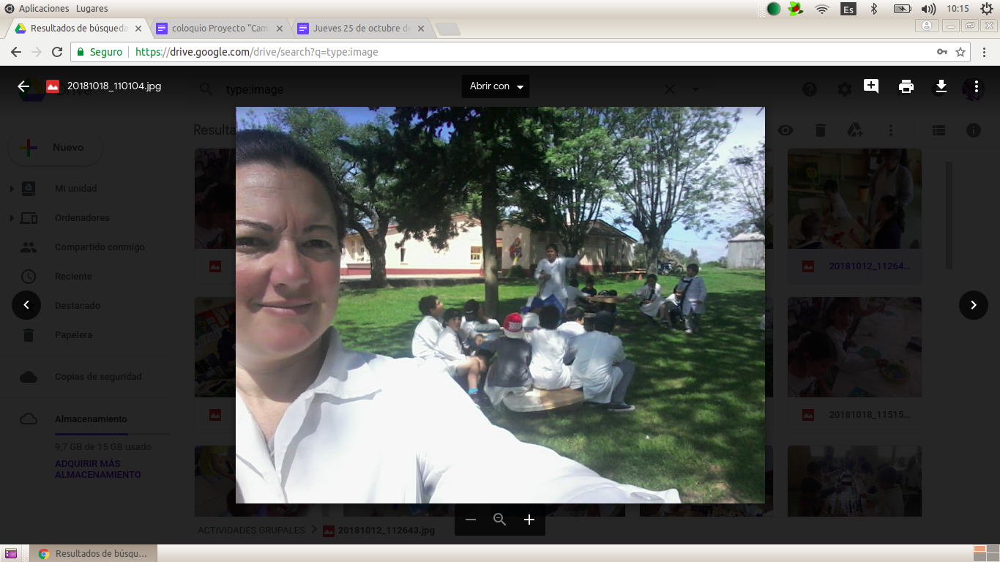 Aplicaciones Lugares
Es
10:15
Resultados de búsqueda
coloquio Proyecto "Cam
Jueves 25 de octubre de
Seguro
https://drive.google.com/drive/search?q=type:image
20181018_110104.jpg
Abrir con
type:image
Nuevo
Mi unidad
Ordenadores
Compartido conmigo
Reciente
Destacado
Papelera
Copias de seguridad
Almacenamiento
9,7 GB de 15 GB usado
ADQUIRIR MÁS
ALMACENAMIENTO
Resulta
20181012_11264...
20181018_11515...
ACTIVIDADES GRUPALES
20181012_112643.jpg
Resultados de búsqu...